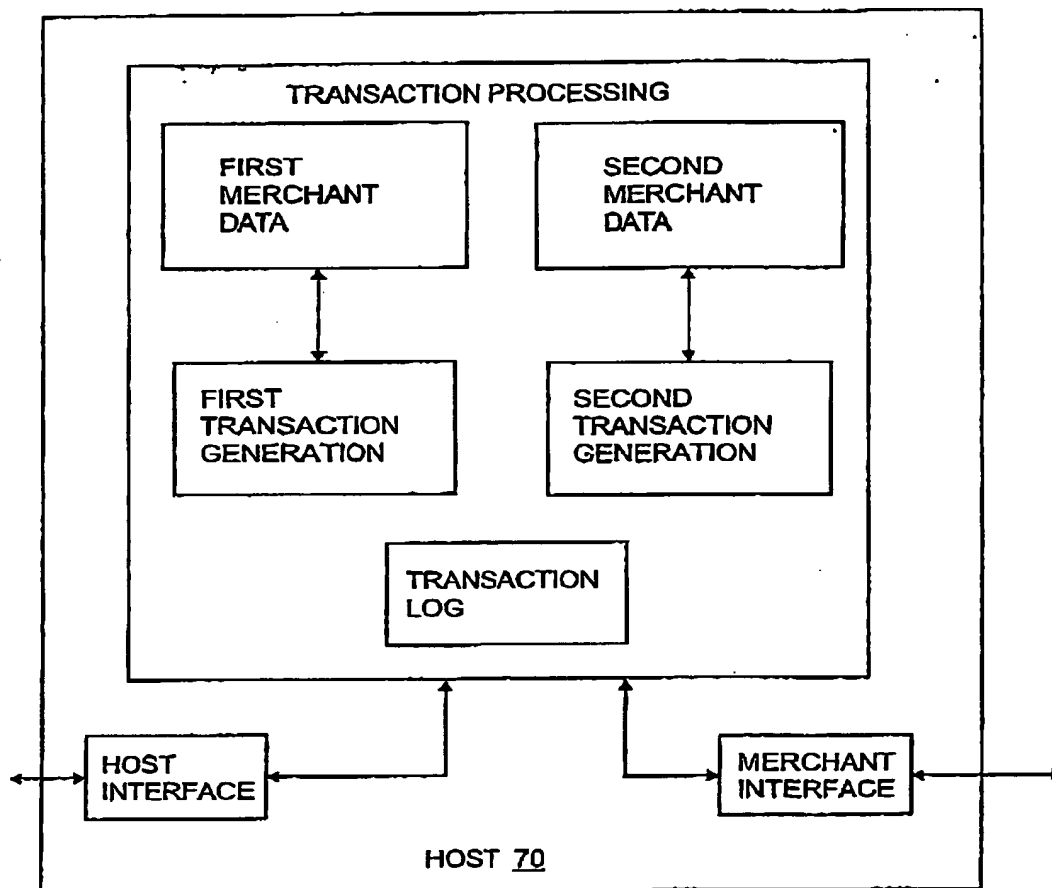 TRANSACTION PROCESSING
FIRST
MERCHANT
DATA
SECOND
MERCHANT
DATA
FIRST
TRANSACTION
GENERATION
SECOND
TRANSACTION
GENERATION
TRANSACTION
LOG
HOST
INTERFACE
MERCHANT
INTERFACE
HOST 70